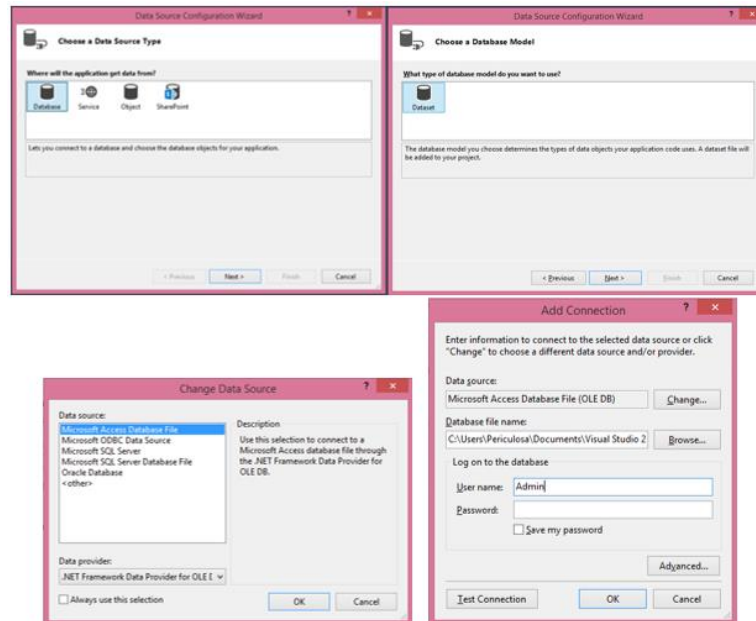 Data Source Configuration Wizard
Choose a Data Source Type
Where will the application get data from?
Database Service Object SharePoint
Lets you connect to a database and choose the database objects for your application.
< Previous Next > Finish Cancel
Data Source Configuration Wizard
Choose a Database Model
What type of database model do you want to use?
Dataset
The database model you choose determines the types of data objects your application code uses. A dataset file will
be added to your project.
< Previous Next > Finish Cancel
Change Data Source
Data source:
Microsoft Access Database File
Microsoft ODBC Data Source
Microsoft SQL Server
Microsoft SQL Server Database File
Oracle Database
<other>
Description
Use this selection to connect to a
Microsoft Access database file through
the .NET Framework Data Provider for
OLE DB.
Data provider:
.NET Framework Data Provider for OLE
Always use this selection
OK Cancel
Add Connection
Enter information to connect to the selected data source or click
"Change" to choose a different data source and/or provider.
Data source:
Microsoft Access Database File (OLE DB) Change...
Database file name:
C:\Users\Periculosa\Documents\Visual Studio 2 Browse...
Log on to the database
User name: Admin
Password:
Save my password
Advanced...
Test Connection OK Cancel